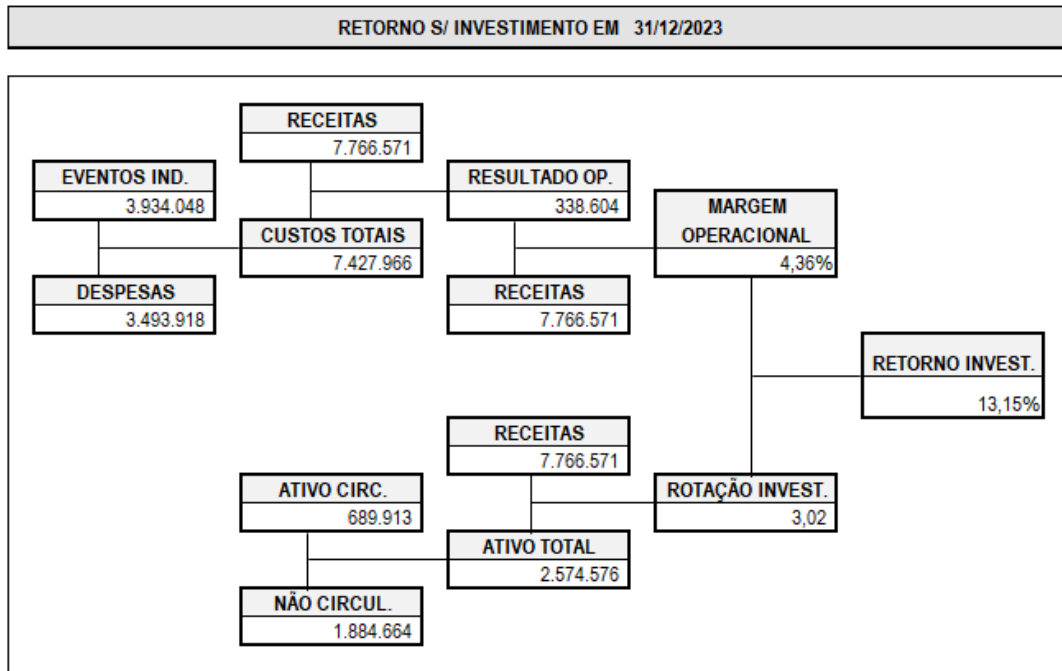 RETORNO S/ INVESTIMENTO EM 31/12/2023
RECEITAS
7.766.571
EVENTOS IND.
3.934.048
RESULTADO OP.
338.604
MARGEM
OPERACIONAL
4,36%
CUSTOS TOTAIS
7.427.966
DESPESAS
3.493.918
RECEITAS
7.766.571
RETORNO INVEST.
13,15%
RECEITAS
7.766.571
ATIVO CIRC.
689.913
ROTAÇÃO INVEST.
3,02
ATIVO TOTAL
2.574.576
NÃO CIRCUL.
1.884.664